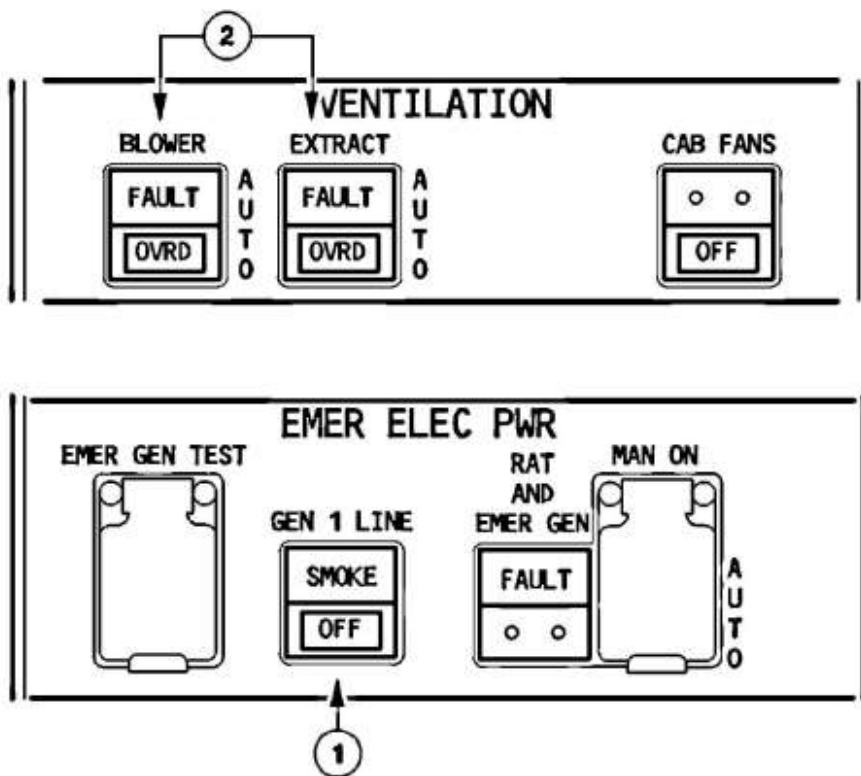 2
VENTILATION
BLOWER EXTRACT CAB FANS
FAULT FAULT
OVRD OVRD OFF
AUTO AUTO
EMER ELEC PWR
EMER GEN TEST
GEN 1 LINE
SMOKE
OFF
RAT
AND
EMER GEN
FAULT
MAN ON
AUTO
1